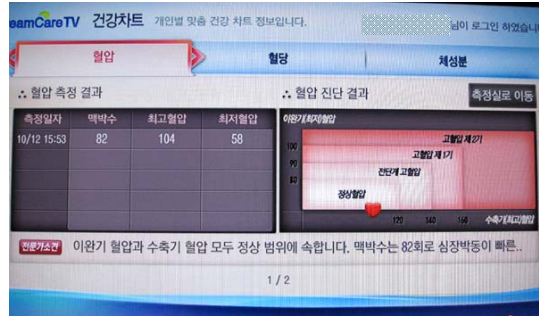 eamCareTV 건강차트 개인별 맞춤 건강 차트 정보입니다. 님이 로그인 하였습니
혈압 혈당 체성분
∴ 혈압 측정 결과 ∴ 혈압 진단 결과 측정실로 이동
측정일자 맥박수 최고혈압 최저혈압
10/12 15:53 82 104 58
이완기(최저)혈압
고혈압 제2기
100
고혈압 제1기
90
전단계 고혈압
80
정상혈압
120 140 160 수축기(최고)혈압
전문가소견 이완기 혈압과 수축기 혈압 모두 정상 범위에 속합니다. 맥박수는 82회로 심장박동이 빠른..
1 / 2